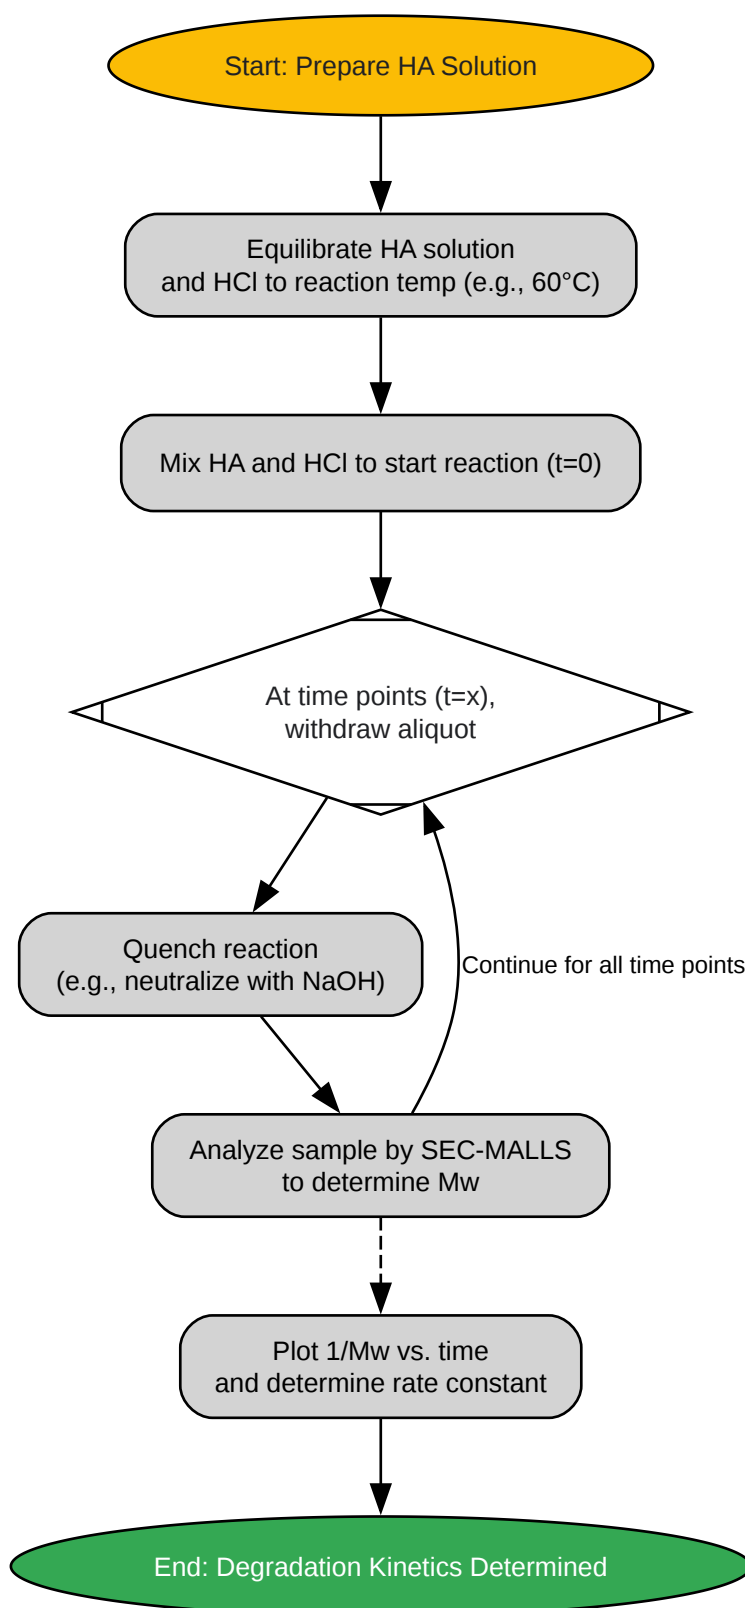 Start: Prepare HA Solution
Equilibrate HA solution
and HCl to reaction temp (e.g., 60°C)
Mix HA and HCl to start reaction (t=0)
At time points (t=x),
withdraw aliquot
Quench reaction
(e.g., neutralize with NaOH)
Continue for all time points
Analyze sample by SEC-MALLS
to determine Mw
Plot 1/Mw vs. time
and determine rate constant
End: Degradation Kinetics Determined